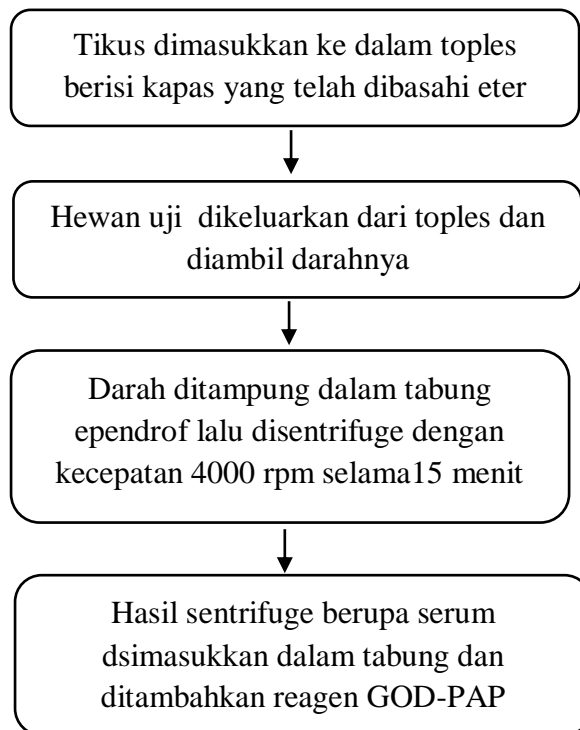 Tikus dimasukkan ke dalam toples
berisi kapas yang telah dibasahi eter
Hewan uji dikeluarkan dari toples dan
diambil darahnya
Darah ditampung dalam tabung
ependrof lalu disentrifuge dengan
kecepatan 4000 rpm selama15 menit
Hasil sentrifuge berupa serum
dsimasukkan dalam tabung dan
ditambahkan reagen GOD-PAP